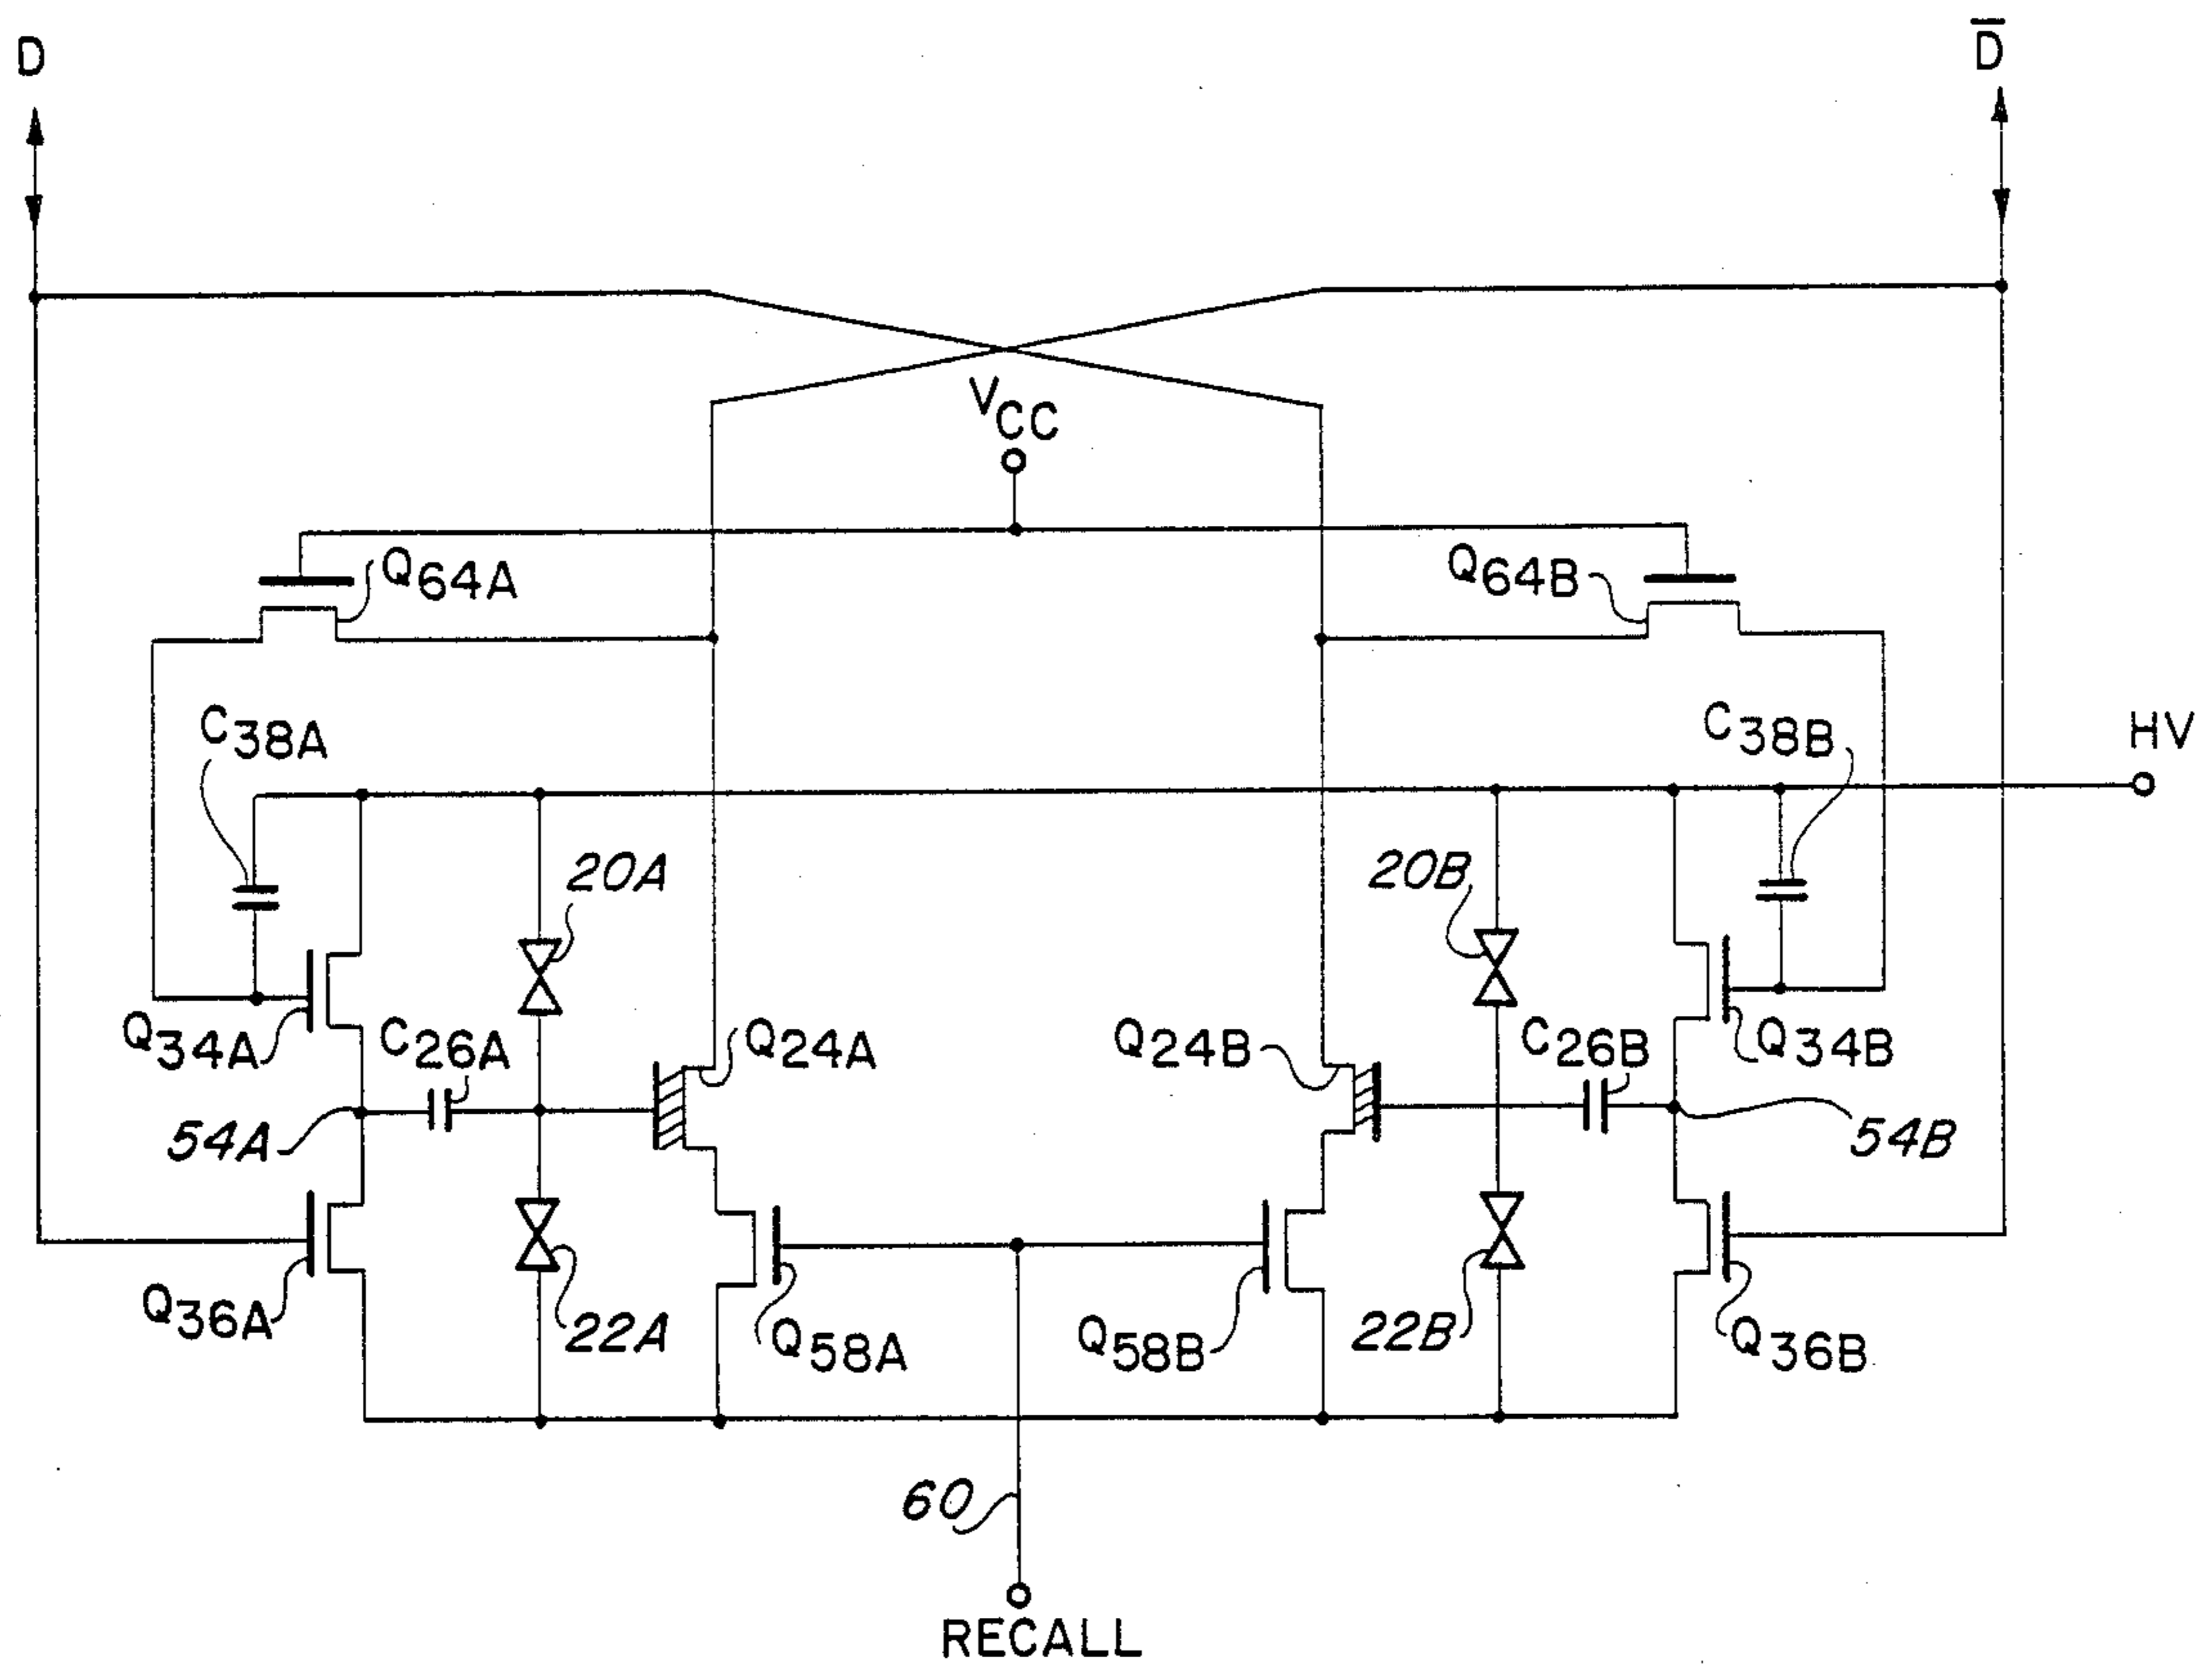 D
D̅
VCC
Q64A
Q64B
C38A
C38B
HV
20A
20B
Q34A
C26A
Q24A
Q24B
C26B
Q34B
54A
54B
Q36A
22A
Q58A
Q58B
22B
Q36B
60
RECALL